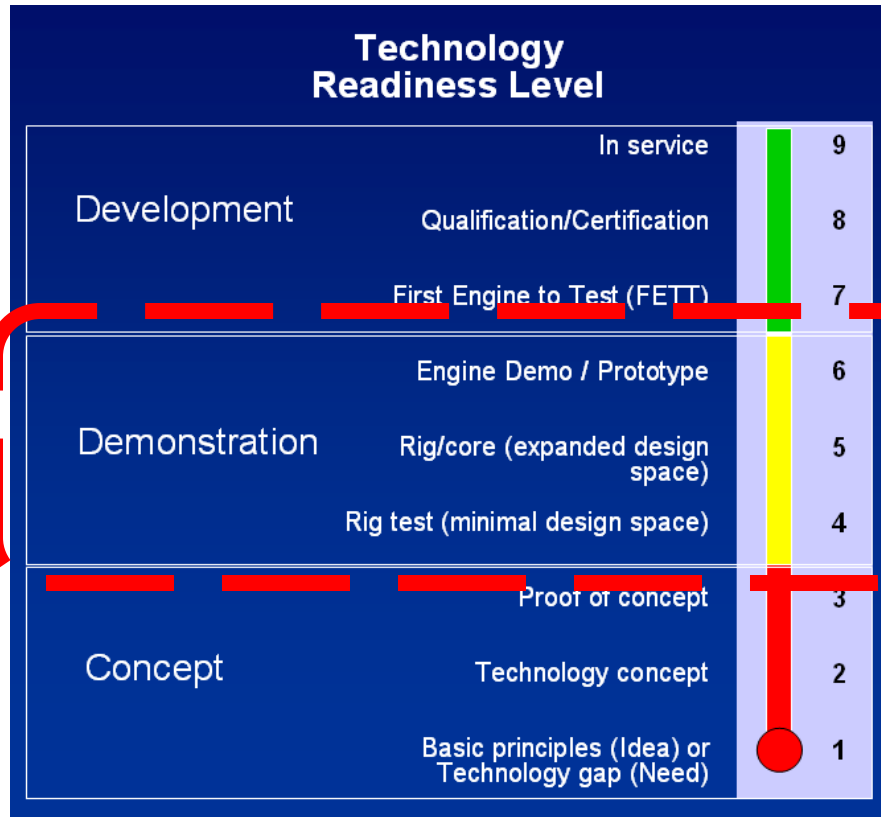 Technology
Readiness Level
In service 9
Development
Qualification/Certification 8
First Engine to Test (FETT) 7
Engine Demo / Prototype 6
Demonstration
Rig/core (expanded design
space) 5
Rig test (minimal design space) 4
Proof of concept 3
Concept
Technology concept 2
Basic principles (Idea) or
Technology gap (Need) 1